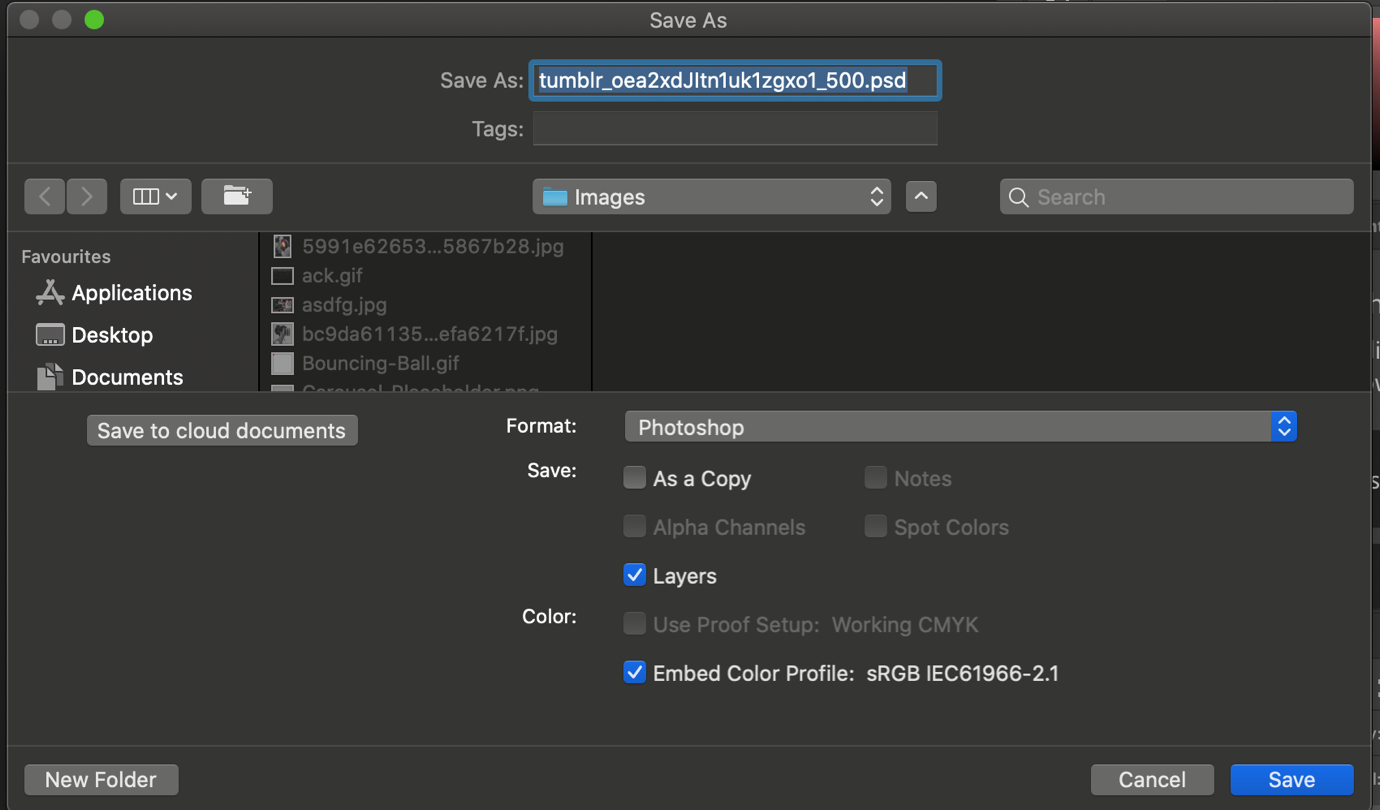 Save As
Save As: tumblr_oea2xdJltn1uk1zgxo1_500.psd
Tags:
Images
Search
Favourites
Applications
Desktop
Documents
5991e62653...5867b28.jpg
ack.gif
asdfg.jpg
bc9da61135...efa6217f.jpg
Bouncing-Ball.gif
Carousel-Placeholder.png
Save to cloud documents
Format: Photoshop
Save: As a Copy Notes
Alpha Channels Spot Colors
Layers
Color: Use Proof Setup: Working CMYK
Embed Color Profile: sRGB IEC61966-2.1
New Folder Cancel Save